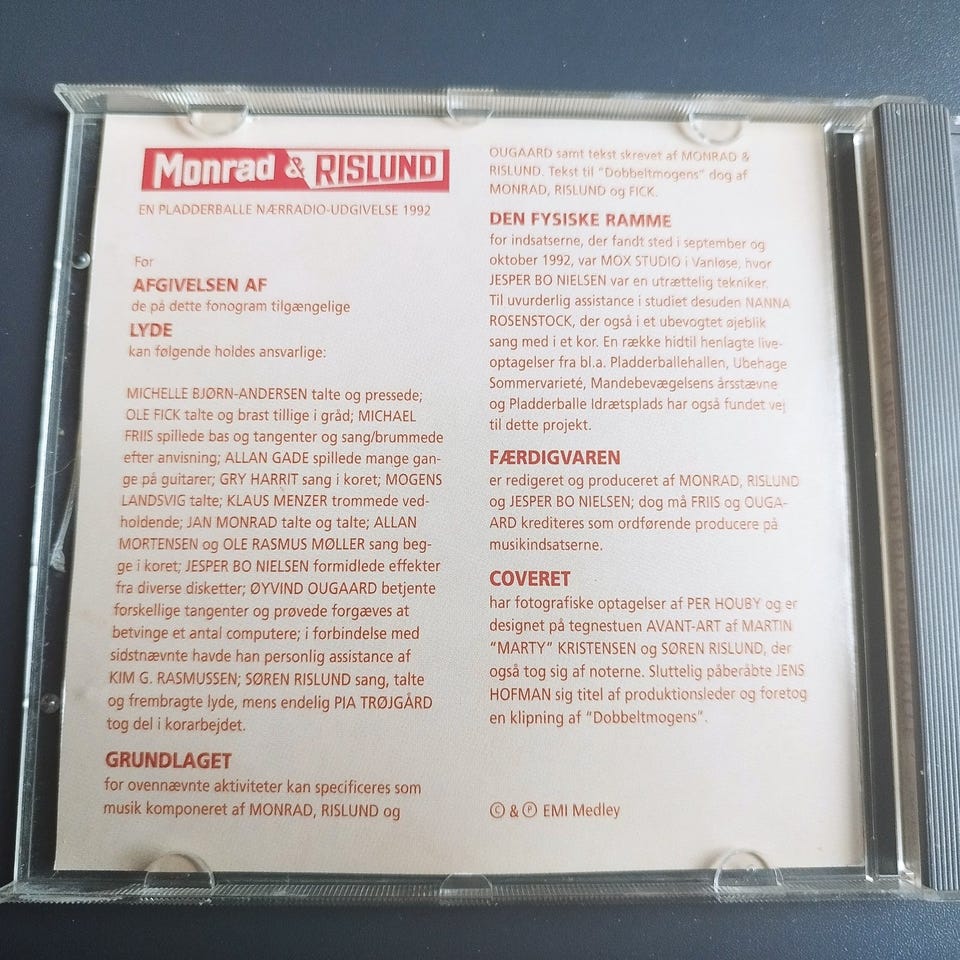 Monrad & RISLUND
EN PLADDERBALLE NÆRRADIO-UDGIVELSE 1992
For
AFGIVELSEN AF
de på dette fonogram tilgængelige
LYDE
kan følgende holdes ansvarlige:
MICHELLE BJØRN-ANDERSEN talte og pressede;
OLE FICK talte og brast tillige i gråd; MICHAEL
FRIIS spillede bas og tangenter og sang/brummede
efter anvisning; ALLAN GADE spillede mange gan-
ge på guitarer; GRY HARRIT sang i koret; MOGENS
LANDSVIG talte; KLAUS MENZER trommede ved-
holdende; JAN MONRAD talte og talte; ALLAN
MORTENSEN og OLE RASMUS MØLLER sang beg-
ge i koret; JESPER BO NIELSEN formidlede effekter
fra diverse disketter; ØYVIND OUGAARD betjente
forskellige tangenter og prøvede forgæves at
betvinge et antal computere; i forbindelse med
sidstnævnte havde han personlig assistance af
KIM G. RASMUSSEN; SØREN RISLUND sang, talte
og frembragte lyde, mens endelig PIA TRØJGÅRD
tog del i korarbejdet.
GRUNDLAGET
for ovennævnte aktiviteter kan specificeres som
musik komponeret af MONRAD, RISLUND og
OUGAARD samt tekst skrevet af MONRAD &
RISLUND. Tekst til "Dobbeltmogens" dog af
MONRAD, RISLUND og FICK.
DEN FYSISKE RAMME
for indsatserne, der fandt sted i september og
oktober 1992, var MOX STUDIO i Vanløse, hvor
JESPER BO NIELSEN var en utrættelig tekniker.
Til uvurderlig assistance i studiet desuden NANNA
ROSENSTOCK, der også i et ubevogtet øjeblik
sang med i et kor. En række hidtil henlagte live-
optagelser fra bl.a. Pladderballehallen, Ubehage
Sommervarieté, Mandebevægelsens årsstævne
og Pladderballe Idrætsplads har også fundet vej
til dette projekt.
FÆRDIGVAREN
er redigeret og produceret af MONRAD, RISLUND
og JESPER BO NIELSEN; dog må FRIIS og OUGA-
ARD krediteres som ordførende producere på
musikindsatserne.
COVERET
har fotografiske optagelser af PER HOUBY og er
designet på tegnestuen AVANT-ART af MARTIN
"MARTY" KRISTENSEN og SØREN RISLUND, der
også tog sig af noterne. Sluttelig påberåbte JENS
HOFMAN sig titel af produktionsleder og foretog
en klipning af "Dobbeltmogens".
© & ℗ EMI Medley